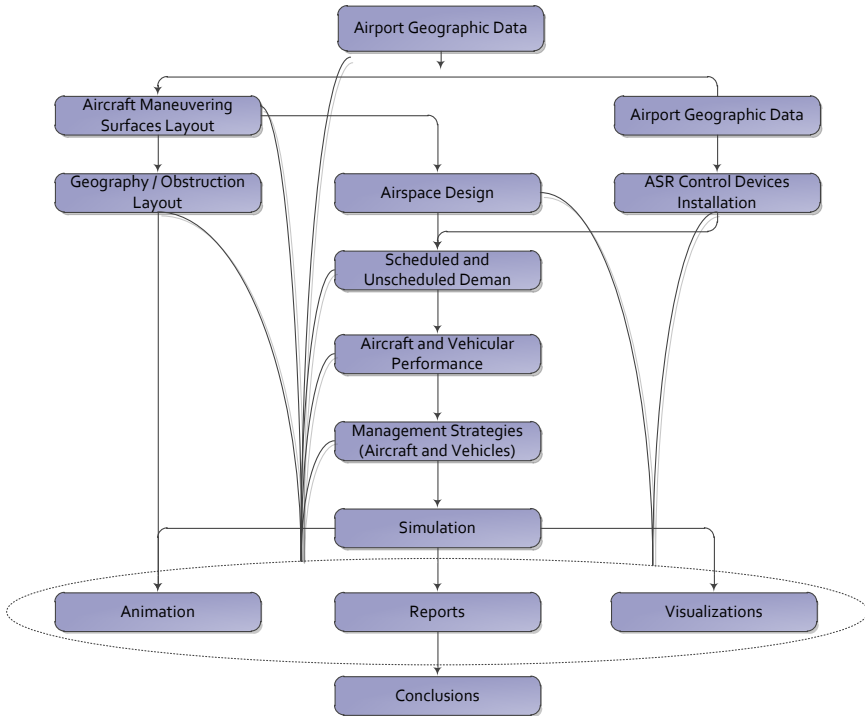 Airport Geographic Data
Aircraft Maneuvering
Surfaces Layout
Airport Geographic Data
Geography / Obstruction
Layout
Airspace Design
ASR Control Devices
Installation
Scheduled and
Unscheduled Deman
Aircraft and Vehicular
Performance
Management Strategies
(Aircraft and Vehicles)
Simulation
Animation
Reports
Visualizations
Conclusions